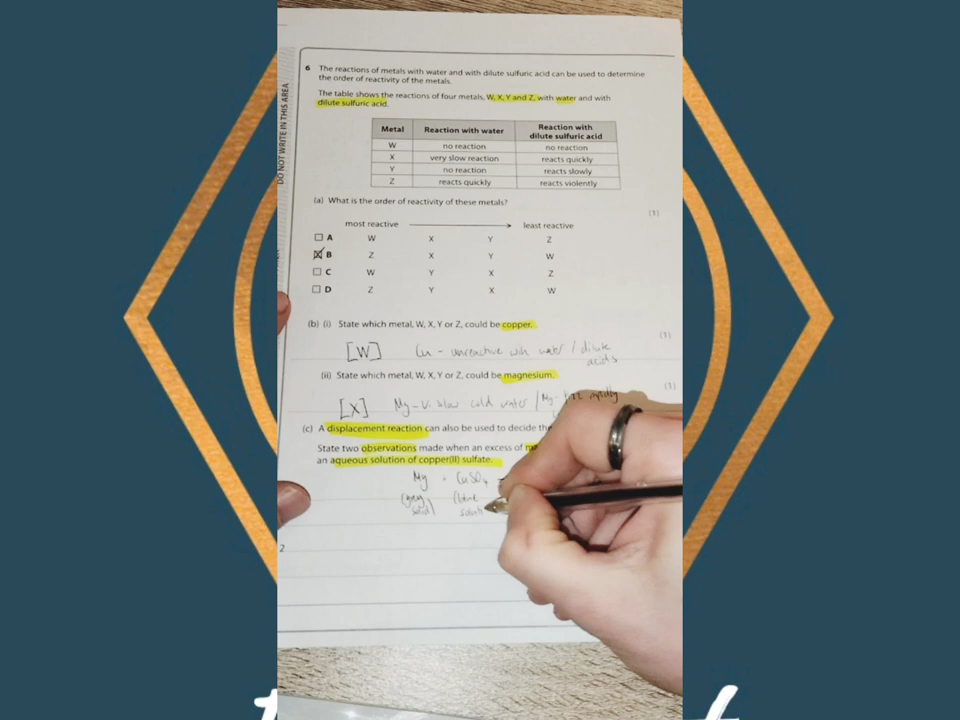 DO NOT WRITE IN THIS AREA
6 The reactions of metals with water and with dilute sulfuric acid can be used to determine
the order of reactivity of the metals.
The table shows the reactions of four metals, W, X, Y and Z, with water and with
dilute sulfuric acid.
Metal Reaction with water Reaction with dilute sulfuric acid
W no reaction no reaction
X very slow reaction reacts quickly
Y no reaction reacts slowly
Z reacts quickly reacts violently
(a) What is the order of reactivity of these metals?
(1)
most reactive least reactive
A W X Y Z
B Z X Y W
C W Y X Z
D Z Y X W
(b) (i) State which metal, W, X, Y or Z, could be copper.
(1)
[W] Cu - unreactive with water / dilute
acids
(ii) State which metal, W, X, Y or Z, could be magnesium.
(1)
[X] Mg - v. slow cold water / Mg
(c) A displacement reaction can also be used to decide the
State two observations made when an excess of
an aqueous solution of copper(II) sulfate.
Mg + CuSO4
(grey (blue
solid) soluti
2